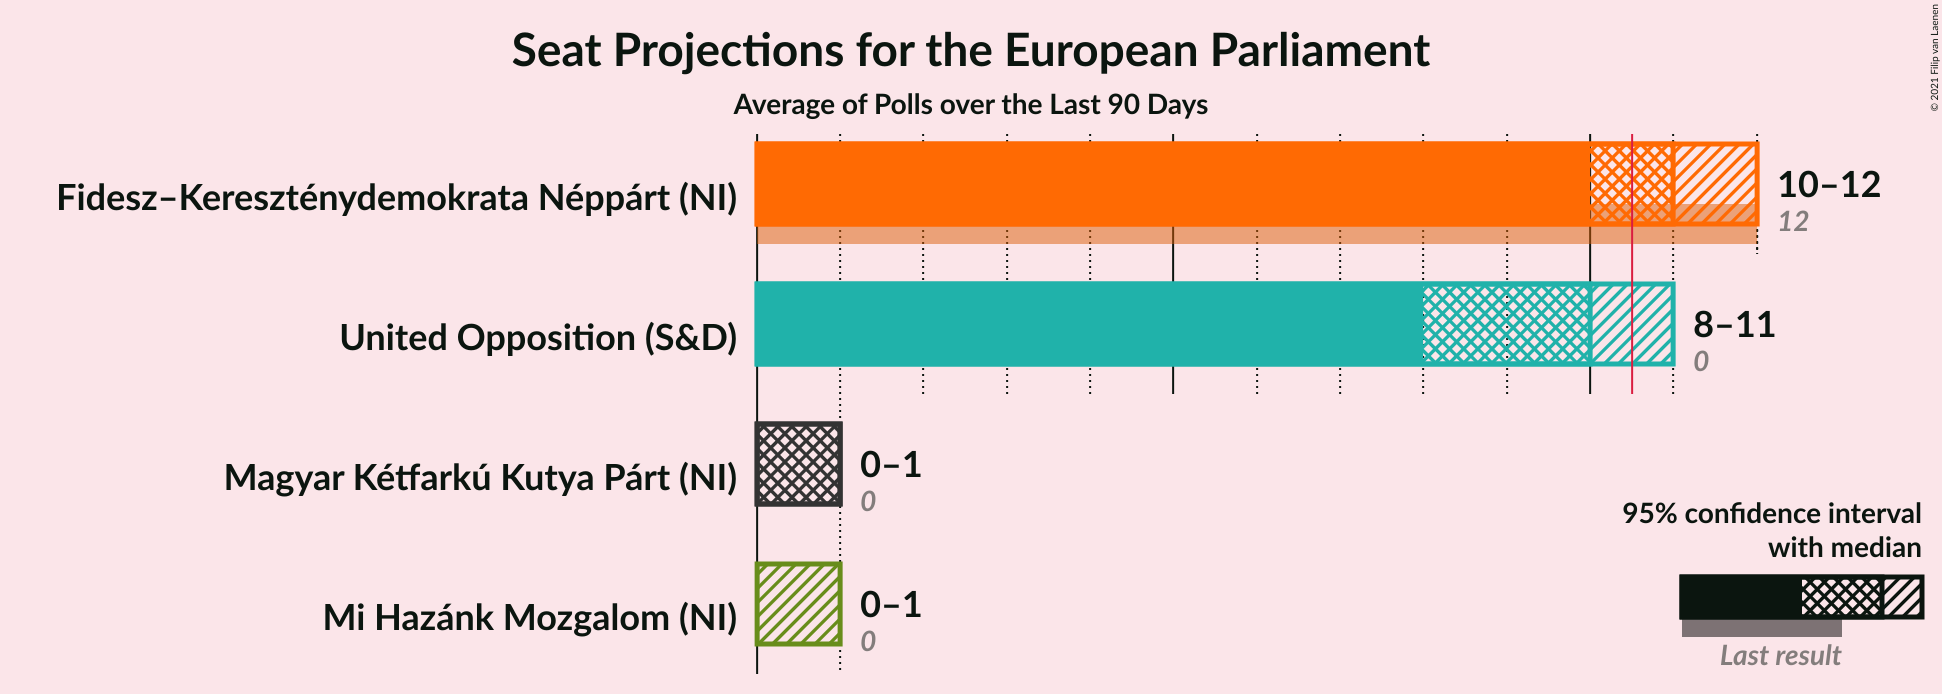 Seat Projections for the European Parliament
Average of Polls over the Last 90 Days
© 2021 Filip van Laenen
Fidesz–Kereszténydemokrata Néppárt (NI)
10–12
12
United Opposition (S&D)
8–11
0
Magyar Kétfarkú Kutya Párt (NI)
0–1
0
Mi Hazánk Mozgalom (NI)
0–1
0
95% confidence interval
with median
Last result